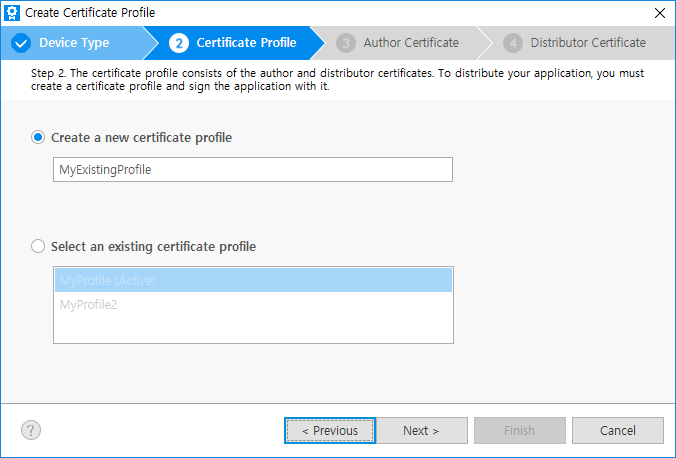 Create Certificate Profile
Device Type
2 Certificate Profile
3 Author Certificate
4 Distributor Certificate
Step 2. The certificate profile consists of the author and distributor certificates. To distribute your application, you must
create a certificate profile and sign the application with it.
Create a new certificate profile
MyExistingProfile
Select an existing certificate profile
MyProfile (Active)
MyProfile2
?
< Previous
Next >
Finish
Cancel